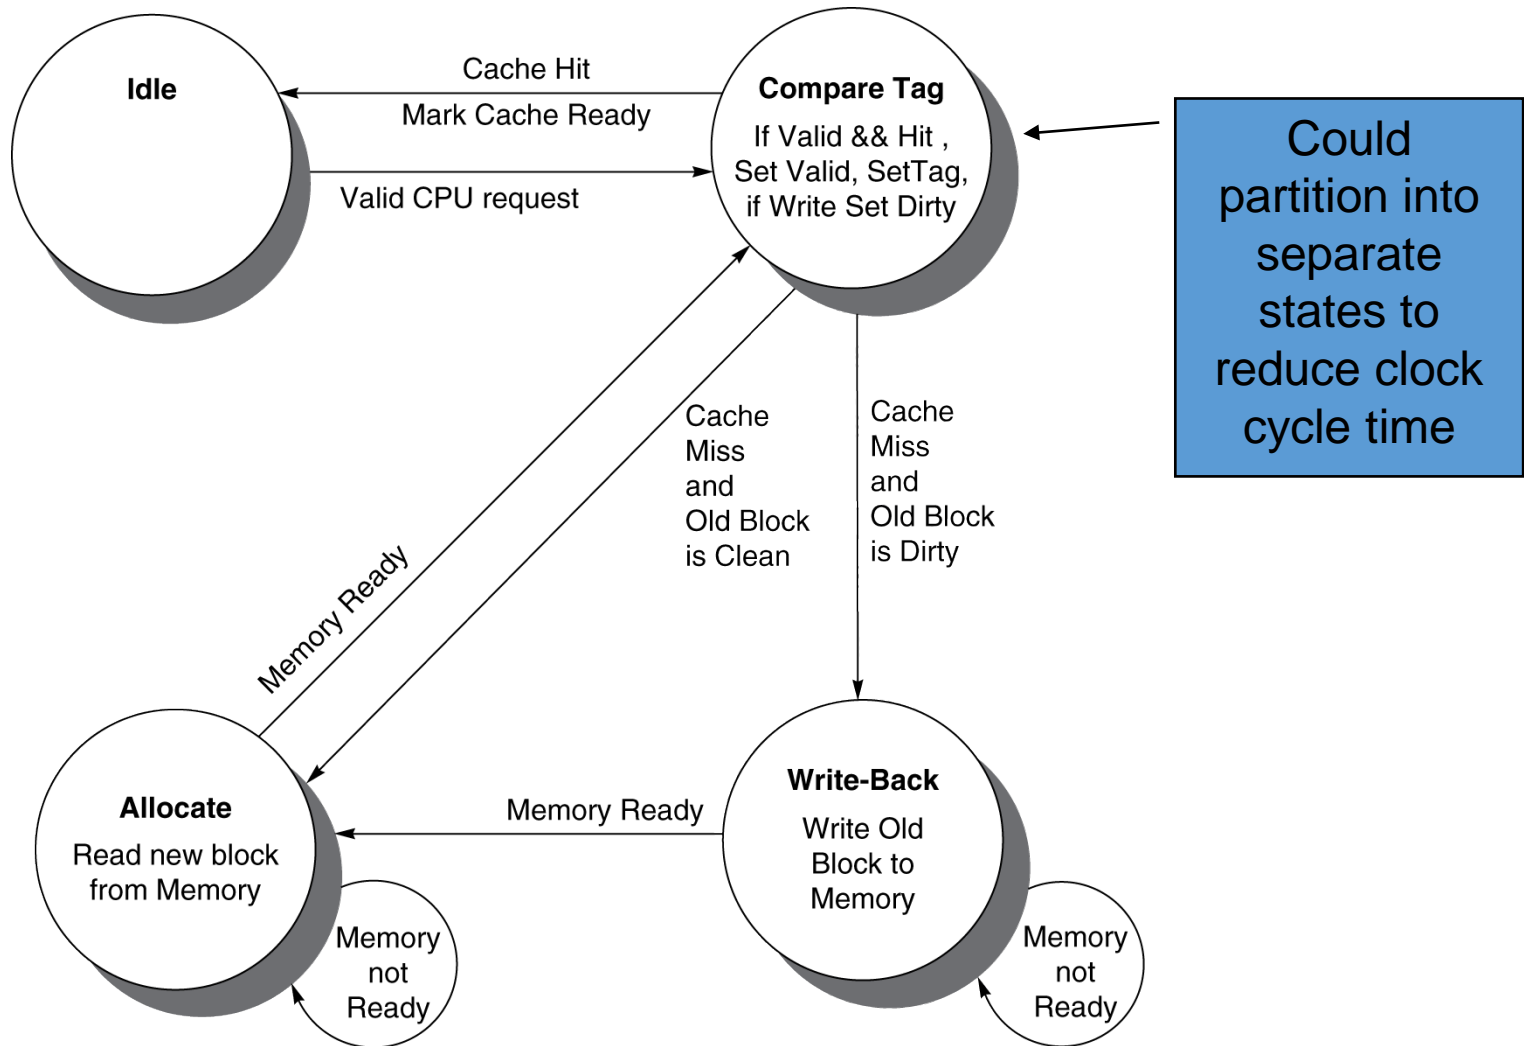 Idle
Cache Hit
Mark Cache Ready
Valid CPU request
Compare Tag
If Valid && Hit ,
Set Valid, SetTag,
if Write Set Dirty
Could
partition into
separate
states to
reduce clock
cycle time
Cache
Miss
and
Old Block
is Clean
Cache
Miss
and
Old Block
is Dirty
Memory Ready
Allocate
Read new block
from Memory
Memory
not
Ready
Memory Ready
Write-Back
Write Old
Block to
Memory
Memory
not
Ready